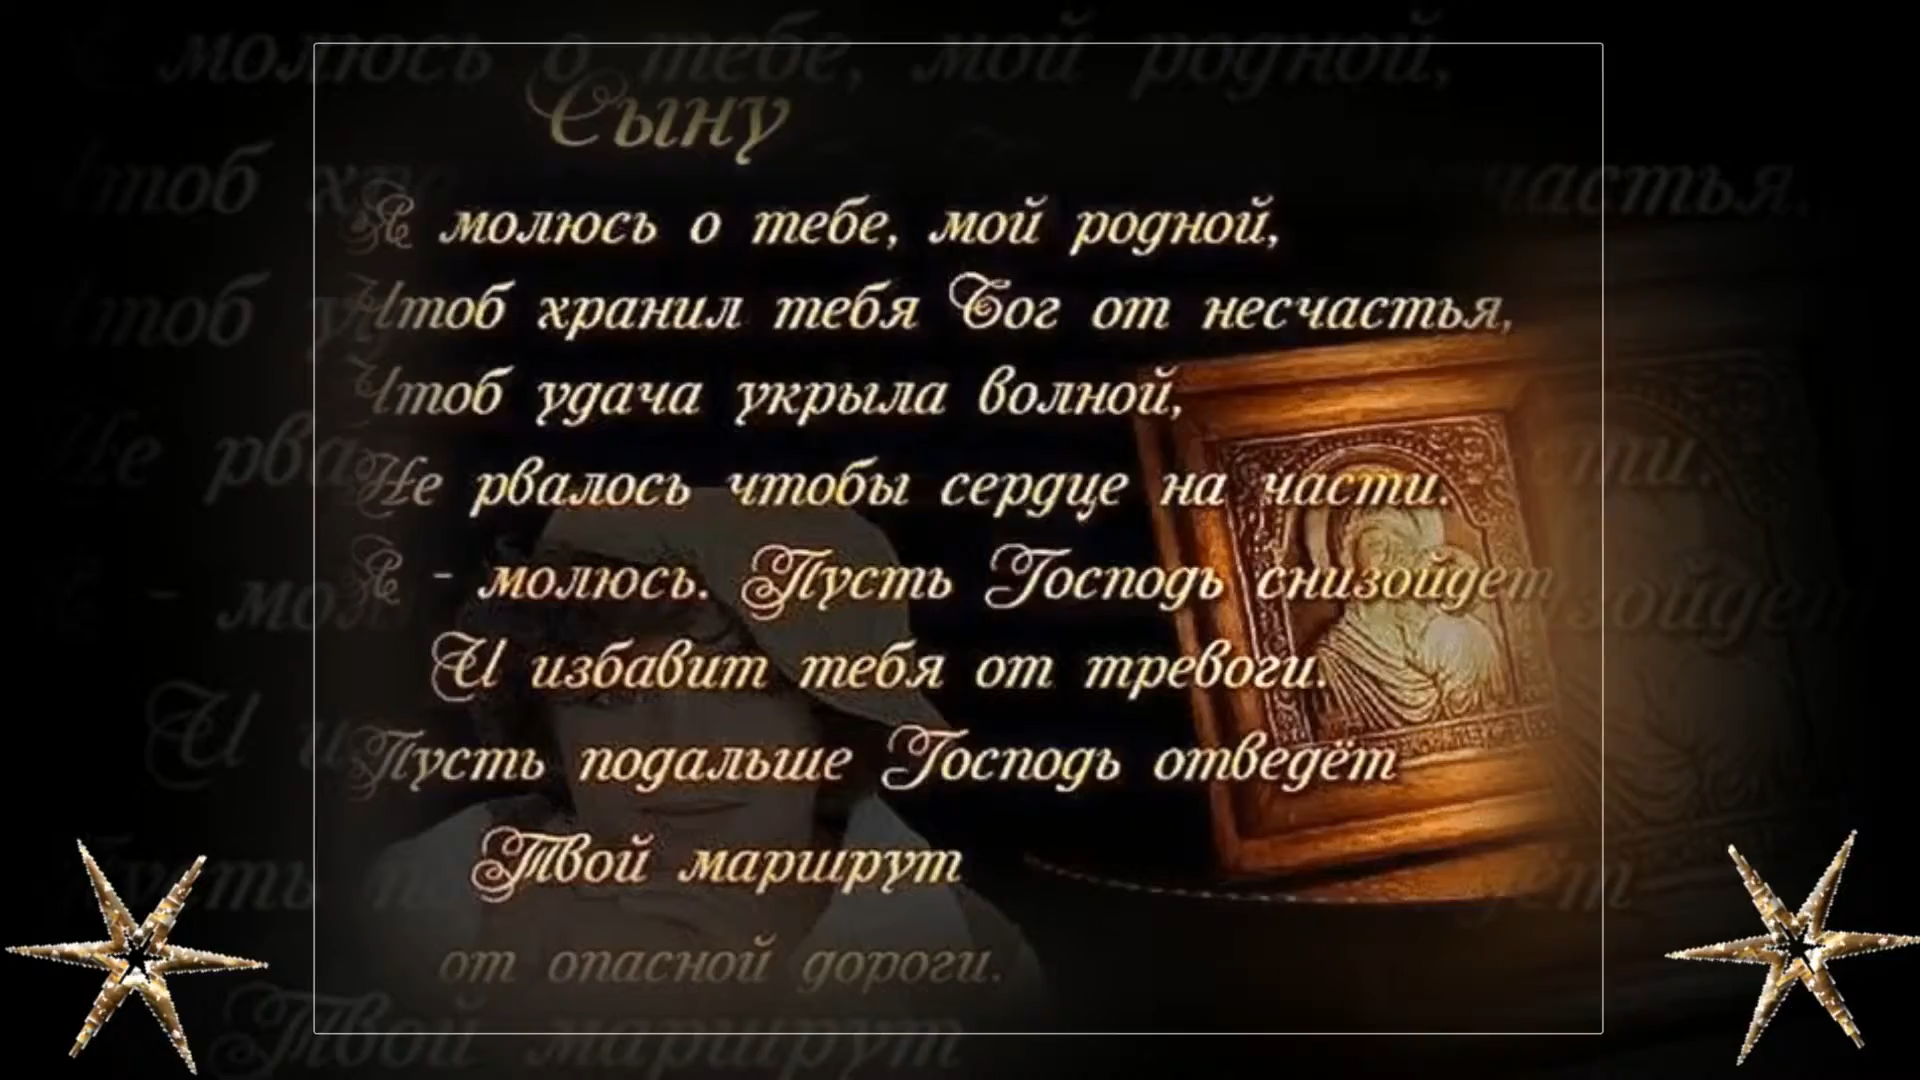 Сыну
Я молюсь о тебе, мой родной,
Чтоб хранил тебя Бог от несчастья,
Чтоб удача укрыла волной,
Не рвалось чтобы сердце на части.
Я - молюсь. Пусть Господь снизойдет
И избавит тебя от тревоги.
Пусть подальше Господь отведёт
Твой маршрут
от опасной дороги.